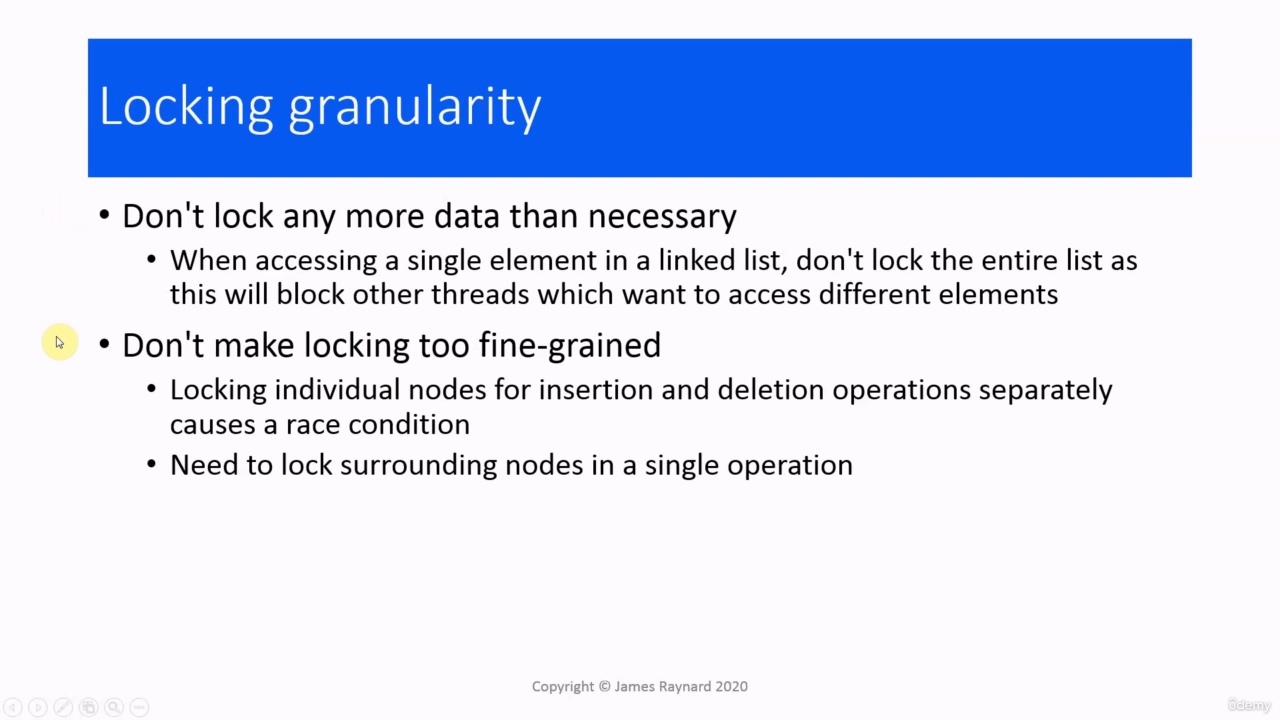 Locking granularity
• Don't lock any more data than necessary
• When accessing a single element in a linked list, don't lock the entire list as
this will block other threads which want to access different elements
• Don't make locking too fine-grained
• Locking individual nodes for insertion and deletion operations separately
causes a race condition
• Need to lock surrounding nodes in a single operation
Copyright © James Raynard 2020
ûdemy